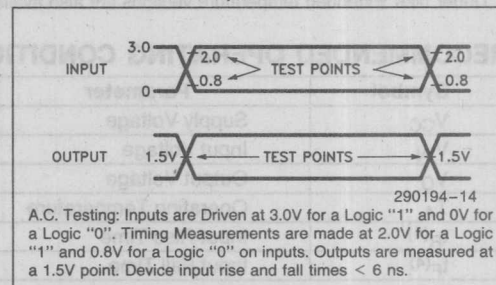 3.0
INPUT
2.0
0.8
TEST POINTS
2.0
0.8
0
OUTPUT
1.5V
TEST POINTS
1.5V
290194–14
A.C. Testing: Inputs are Driven at 3.0V for a Logic "1" and 0V for
a Logic "0". Timing Measurements are made at 2.0V for a Logic
"1" and 0.8V for a Logic "0" on inputs. Outputs are measured at
a 1.5V point. Device input rise and fall times < 6 ns.